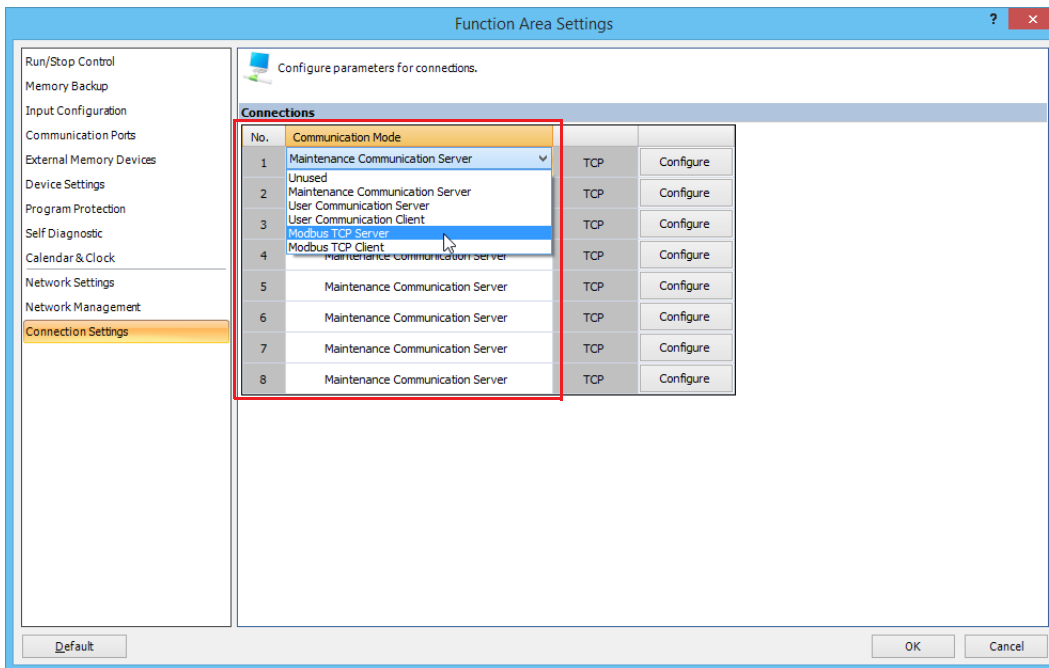 Function Area Settings
?
×
Run/Stop Control
Memory Backup
Input Configuration
Communication Ports
External Memory Devices
Device Settings
Program Protection
Self Diagnostic
Calendar & Clock
Network Settings
Network Management
Connection Settings
Configure parameters for connections.
Connections
No. Communication Mode
1 Maintenance Communication Server TCP Configure
Unused
Maintenance Communication Server
User Communication Server
User Communication Client
Modbus TCP Server
Modbus TCP Client
2 TCP Configure
3 TCP Configure
4 Maintenance Communication Server TCP Configure
5 Maintenance Communication Server TCP Configure
6 Maintenance Communication Server TCP Configure
7 Maintenance Communication Server TCP Configure
8 Maintenance Communication Server TCP Configure
Default
OK
Cancel